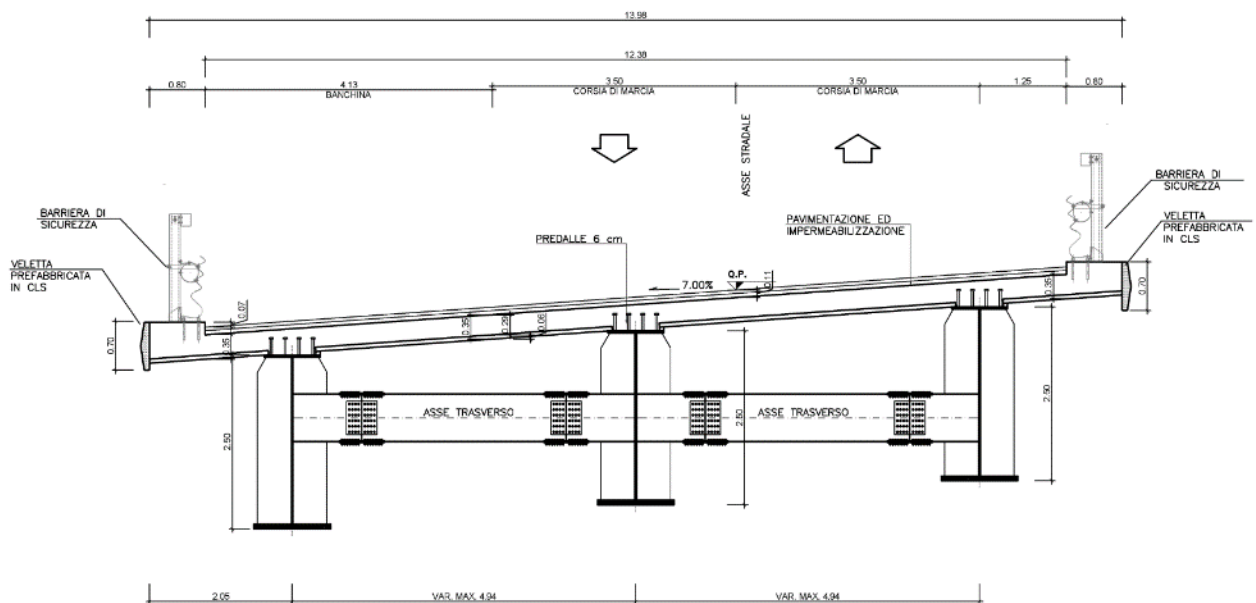 13.98
12.38
0.80
4.13
3.50
3.50
1.25
0.80
BANCHINA
CORSIA DI MARCIA
CORSIA DI MARCIA
ASSE STRADALE
BARRIERA DI
SICUREZZA
BARRIERA DI
SICUREZZA
PREDALLE 6 cm
PAVIMENTAZIONE ED
IMPERMEABILIZZAZIONE
VELETTA
PREFABBRICATA
IN CLS
VELETTA
PREFABBRICATA
IN CLS
7.00%
Q.P.
0.11
0.07
0.35
0.29
0.06
0.35
0.70
0.70
0.35
ASSE TRASVERSO
ASSE TRASVERSO
2.50
2.50
2.50
2.05
VAR. MAX. 4.94
VAR. MAX. 4.94